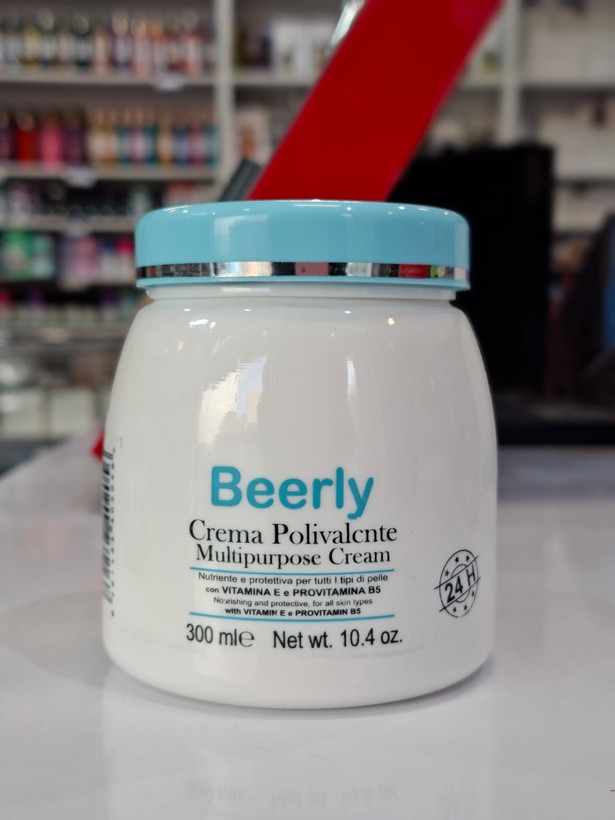 Beerly
Crema Polivalente
Multipurpose Cream
Nutriente e protettiva per tutti I tipi di pelle
con VITAMINA E e PROVITAMINA B5
Nourishing and protective, for all skin types
with VITAMIN E e PROVITAMIN B5
300 ml℮ Net wt. 10.4 oz.
24 H